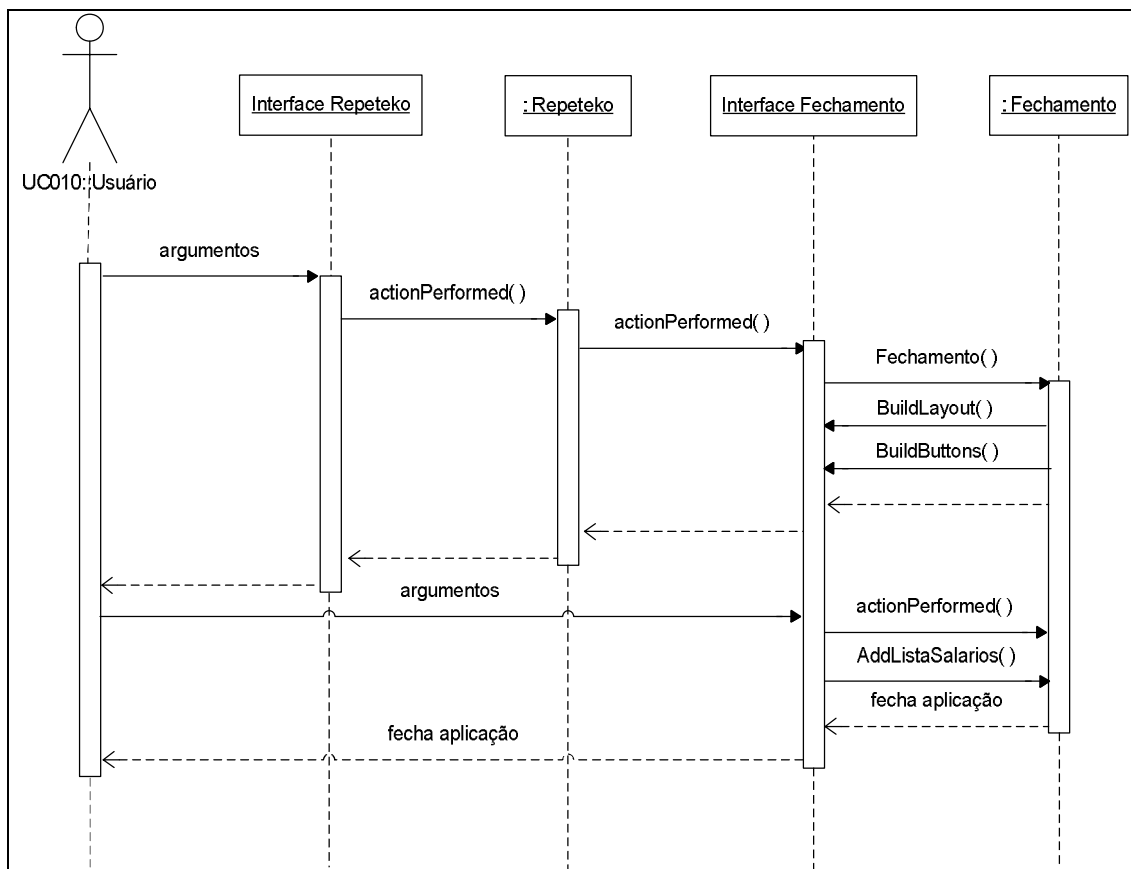 Interface Repeteko
: Repeteko
Interface Fechamento
: Fechamento
UC010::Usuário
argumentos
actionPerformed( )
actionPerformed( )
Fechamento( )
BuildLayout( )
BuildButtons( )
argumentos
actionPerformed( )
AddListaSalarios( )
fecha aplicação
fecha aplicação